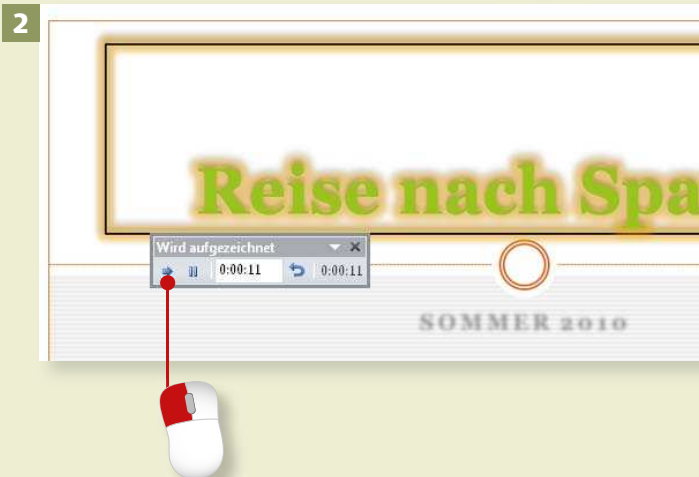 2
Reise nach Spa
Wird aufgezeichnet
0:00:11 0:00:11
SOMMER 2010